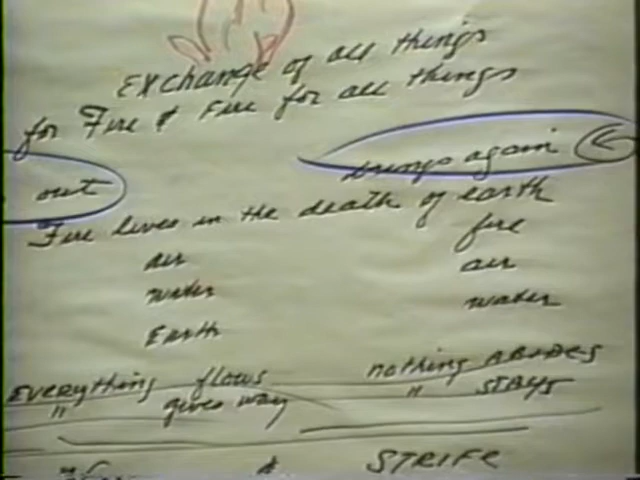 Exchange of all things
for Fire & Fire for all things
out brings again
Fire lives in the death of earth
air fire
water air
Earth water
EVERything flows nothing ABIDES
" gives way " STAYS
& STRIFE